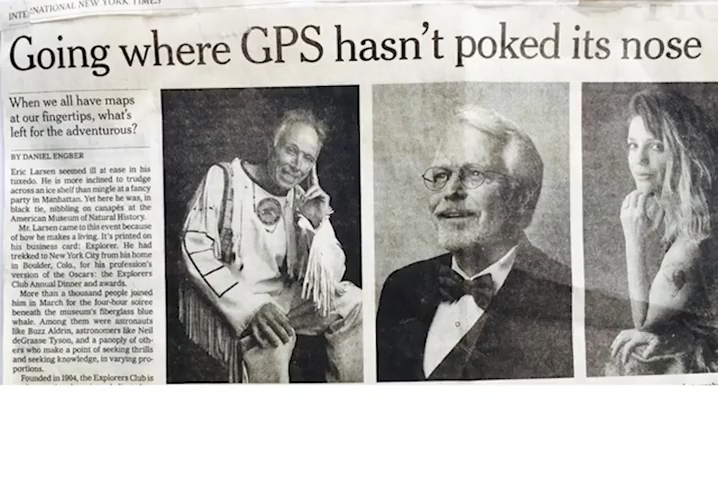 INTE 'NATIONAL NEW YORK TIMES
Going where GPS hasn't poked its nose
When we all have maps
at our fingertips, what's
left for the adventurous?
BY DANIEL ENGBER
Eric Larsen seemed ill at ease in his
tuxedo. He is more inclined to trudge
across an ice shelf than mingle at a fancy
party in Manhattan. Yet here he was, in
black tie, nibbling on canapés at the
American Museum of Natural History.
Mr. Larsen came to this event because
of how he makes a living. It's printed on
his business card: Explorer. He had
trekked to New York City from his home
in Boulder, Colo., for his profession's
version of the Oscars: the Explorers
Club Annual Dinner and awards.
More than a thousand people joined
him in March for the four-hour soiree
beneath the museum's fiberglass blue
whale. Among them were astronauts
like Buzz Aldrin, astronomers like Neil
deGrasse Tyson, and a panoply of oth-
ers who make a point of seeking thrills
and seeking knowledge, in varying pro-
portions.
Founded in 1904, the Explorers Club is